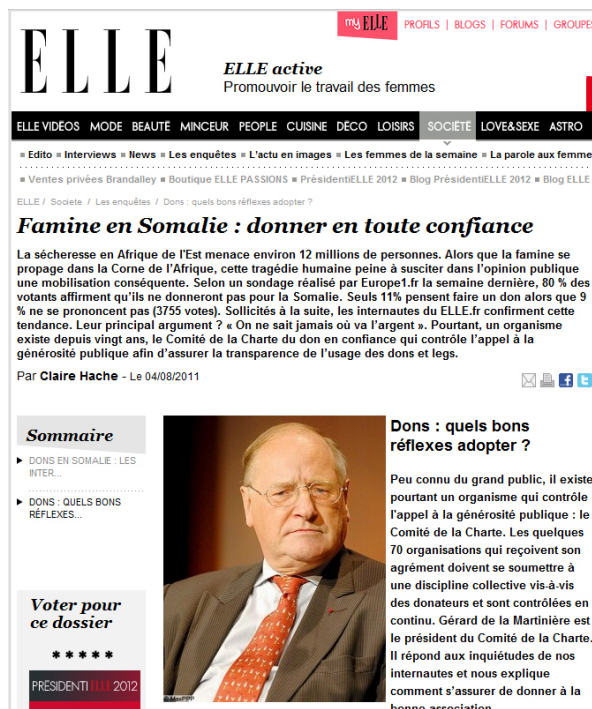 my ELLE PROFILS | BLOGS | FORUMS | GROUPES
ELLE
ELLE active
Promouvoir le travail des femmes
ELLE VIDÉOS MODE BEAUTÉ MINCEUR PEOPLE CUISINE DÉCO LOISIRS SOCIÉTÉ LOVE&SEXE ASTRO
Edito Interviews News Les enquêtes L'actu en images Les femmes de la semaine La parole aux femme
Ventes privées Brandalley Boutique ELLE PASSIONS PrésidentiELLE 2012 Blog PrésidentiELLE 2012 Blog ELLE
ELLE / Societe / Les enquêtes / Dons : quels bons réflexes adopter ?
Famine en Somalie : donner en toute confiance
La sécheresse en Afrique de l'Est menace environ 12 millions de personnes. Alors que la famine se
propage dans la Corne de l'Afrique, cette tragédie humaine peine à susciter dans l'opinion publique
une mobilisation conséquente. Selon un sondage réalisé par Europe1.fr la semaine dernière, 80 % des
votants affirment qu'ils ne donneront pas pour la Somalie. Seuls 11% pensent faire un don alors que 9
% ne se prononcent pas (3755 votes). Sollicités à la suite, les internautes du ELLE.fr confirment cette
tendance. Leur principal argument ? « On ne sait jamais où va l'argent ». Pourtant, un organisme
existe depuis vingt ans, le Comité de la Charte du don en confiance qui contrôle l'appel à la
générosité publique afin d'assurer la transparence de l'usage des dons et legs.
Par Claire Hache - Le 04/08/2011
Sommaire
DONS EN SOMALIE : LES
INTER...
DONS : QUELS BONS
RÉFLEXES...
Voter pour
ce dossier
PRÉSIDENTIELLE 2012
Dons : quels bons
réflexes adopter ?
Peu connu du grand public, il existe
pourtant un organisme qui contrôle
l'appel à la générosité publique : le
Comité de la Charte. Les quelques
70 organisations qui reçoivent son
agrément doivent se soumettre à
une discipline collective vis-à-vis
des donateurs et sont contrôlées en
continu. Gérard de la Martinière est
le président du Comité de la Charte.
Il répond aux inquiétudes de nos
internautes et nous explique
comment s'assurer de donner à la
bonne association